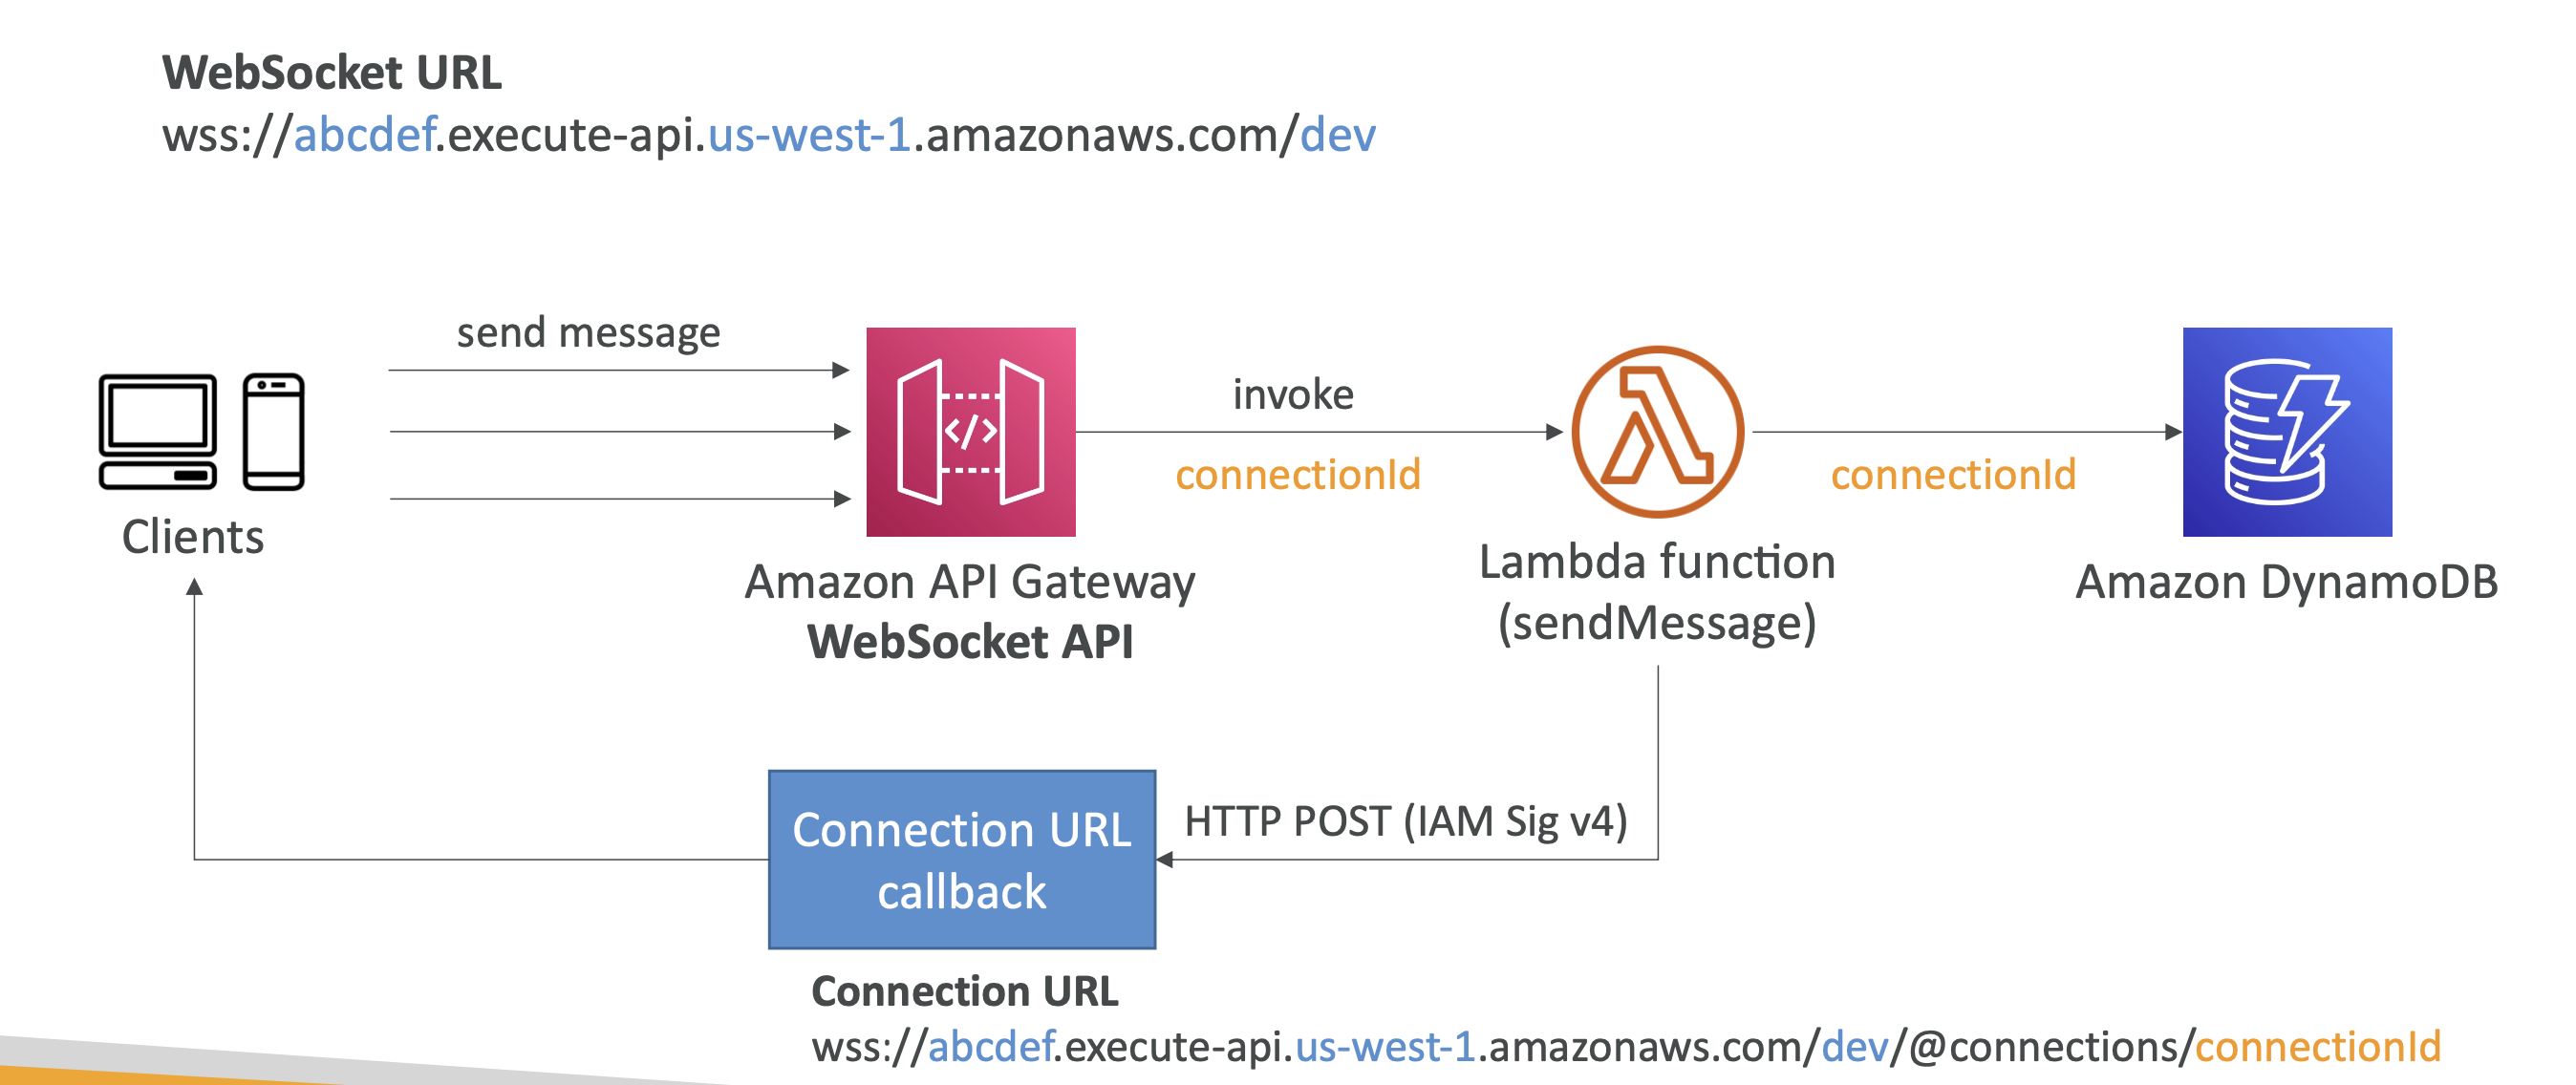 WebSocket URL
wss://abcdef.execute-api.us-west-1.amazonaws.com/dev
send message
invoke
connectionId
connectionId
Clients
Amazon API Gateway
WebSocket API
Lambda function
(sendMessage)
Amazon DynamoDB
Connection URL
callback
HTTP POST (IAM Sig v4)
Connection URL
wss://abcdef.execute-api.us-west-1.amazonaws.com/dev/@connections/connectionId